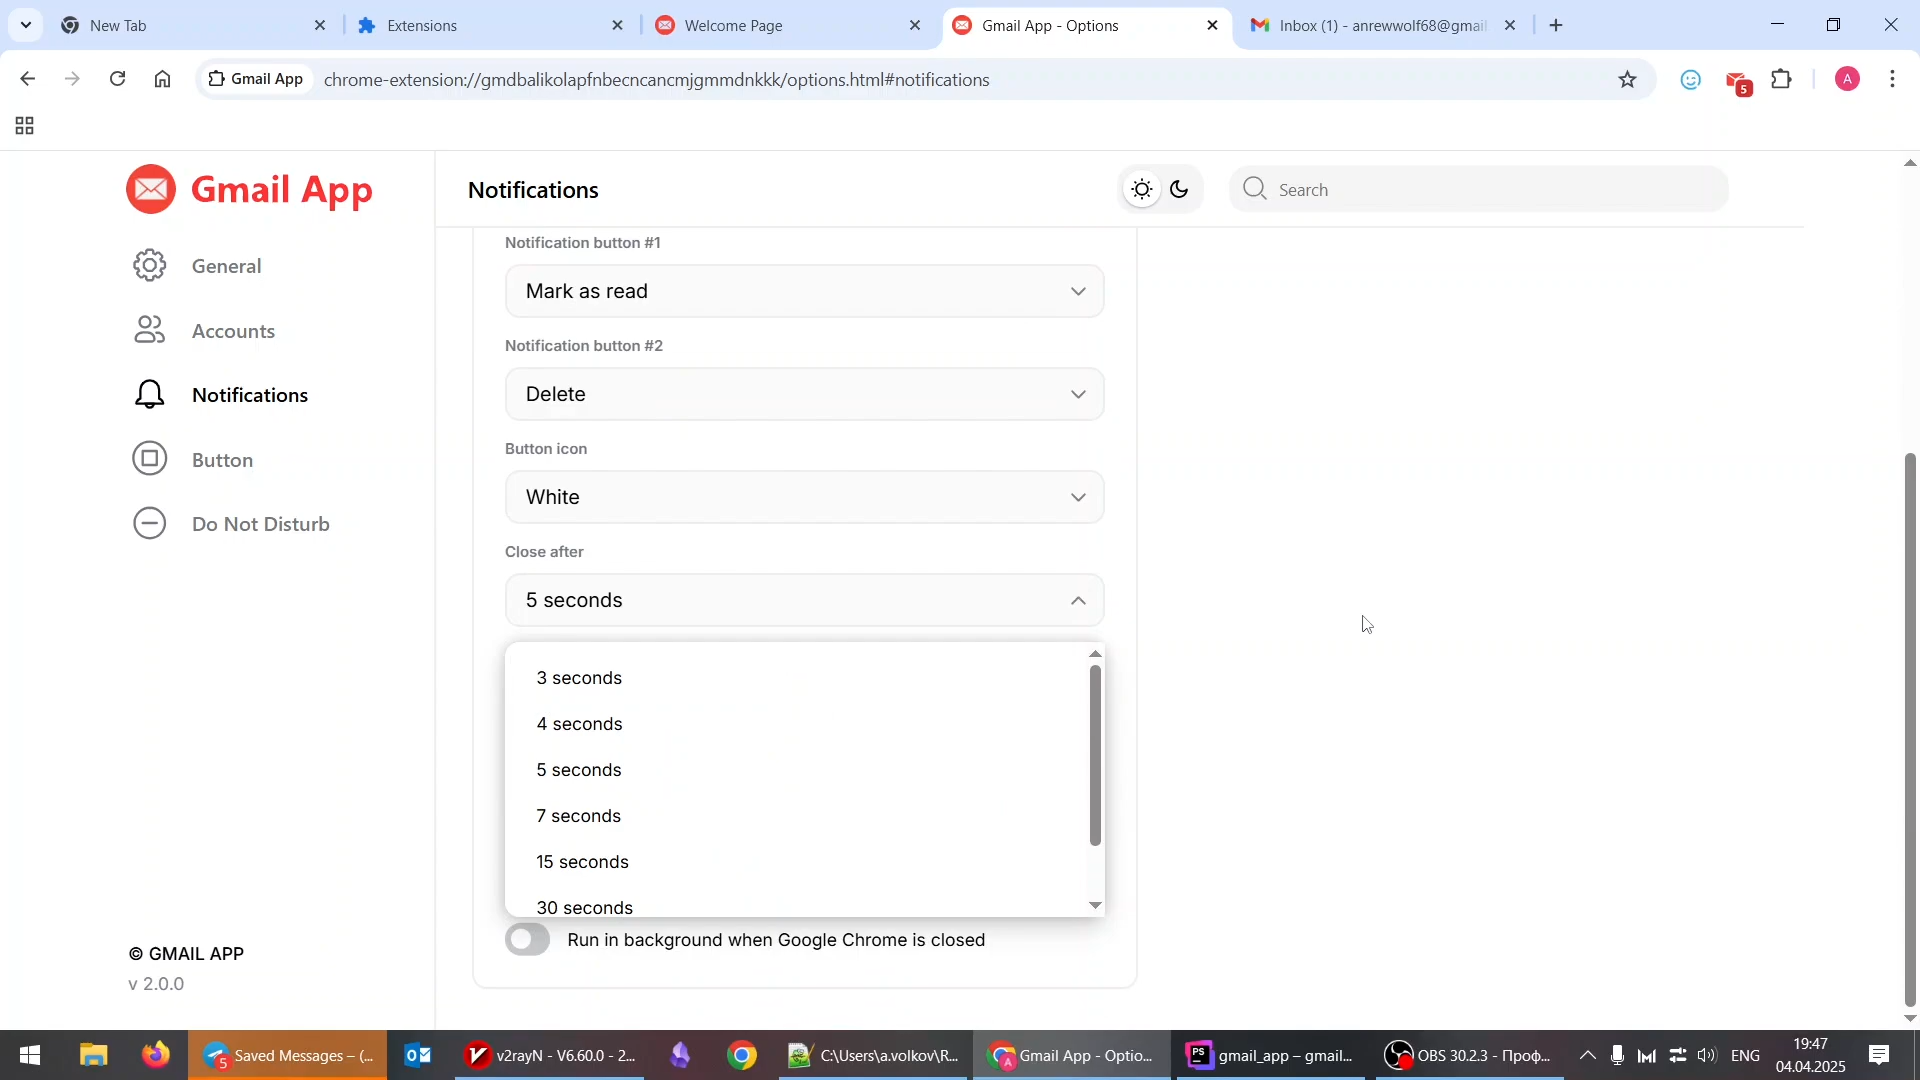 New Tab
Extensions
Welcome Page
Gmail App - Options
Inbox (1) - anrewwolf68@gmail
Gmail App
chrome-extension://gmdbalikolapfnbecncancmjgmmdnkkk/options.html#notifications
5
A
Gmail App
Notifications
Search
General
Accounts
Notifications
Button
Do Not Disturb
Notification button #1
Mark as read
Notification button #2
Delete
Button icon
White
Close after
5 seconds
3 seconds
4 seconds
5 seconds
7 seconds
15 seconds
30 seconds
Run in background when Google Chrome is closed
© GMAIL APP
v 2.0.0
5
Saved Messages – (...
v2rayN - V6.60.0 - 2...
C:\Users\a.volkov\R...
A
Gmail App - Optio...
PS
gmail_app – gmail...
OBS 30.2.3 - Проф...
ENG
19:47
04.04.2025